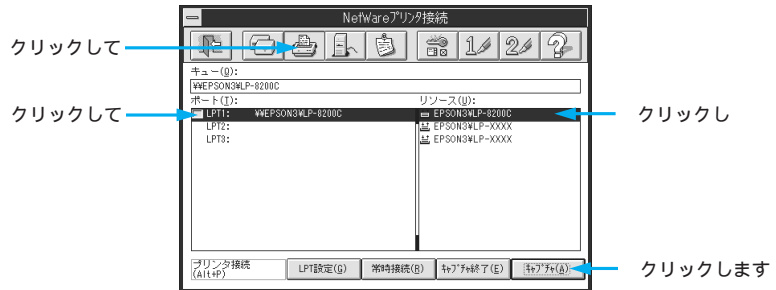 NetWareプリンタ接続
クリックして
キュー(Q):
¥¥EPSON3¥LP-8200C
ポート(T):
リソース(U):
クリックして
LPT1: ¥¥EPSON3¥LP-8200C
EPSON3¥LP-8200C
クリックし
LPT2:
EPSON3¥LP-XXXX
LPT3:
EPSON3¥LP-XXXX
プリンタ接続
(Alt+P)
LPT設定(G)
常時接続(R)
キャプチャ終了(E)
キャプチャ(A)
クリックします